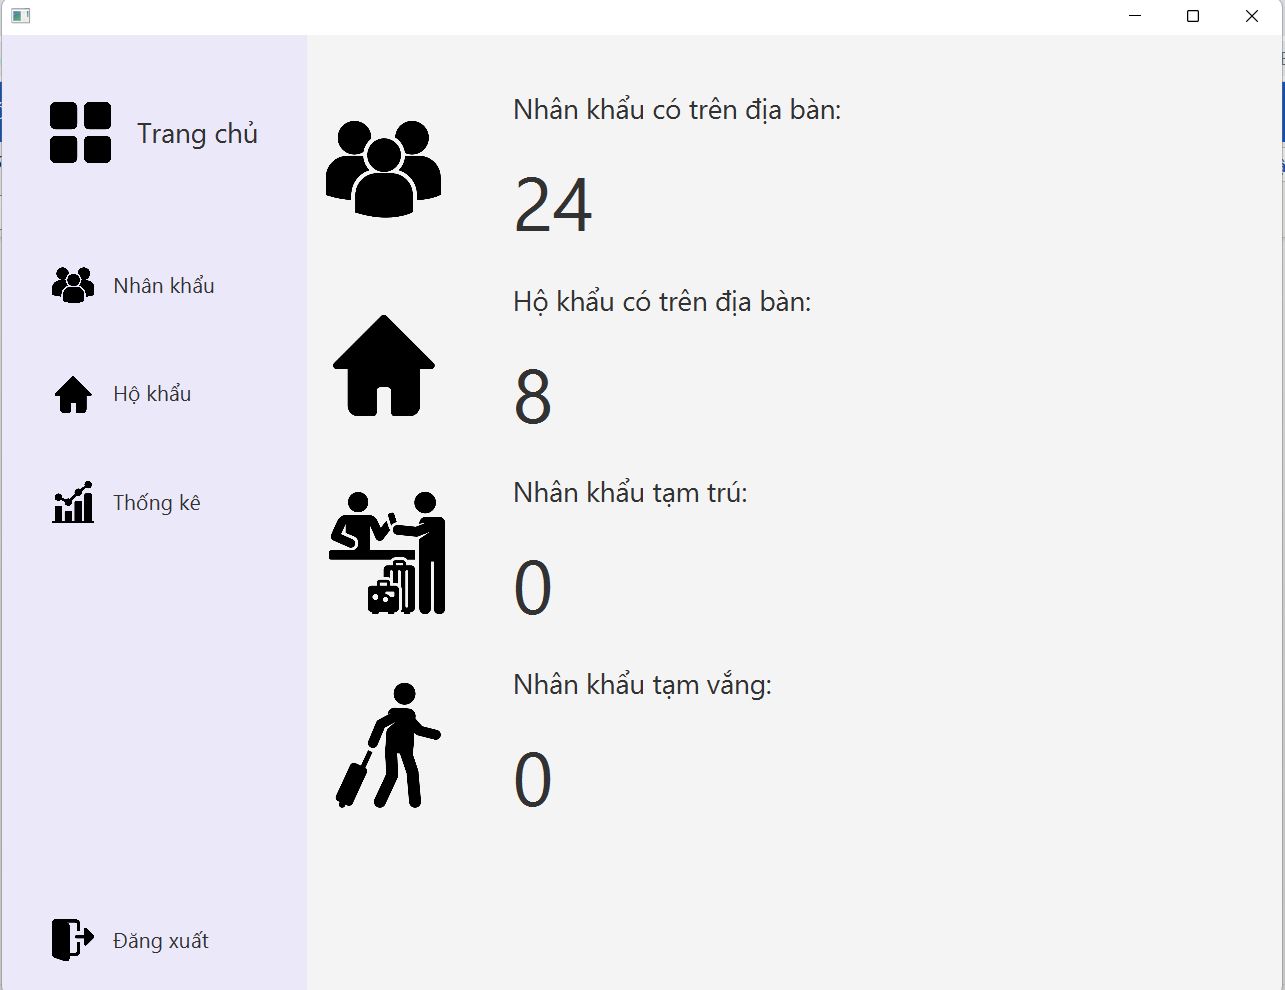 Trang chủ
Nhân khẩu
Hộ khẩu
Thống kê
Đăng xuất
Nhân khẩu có trên địa bàn:
24
Hộ khẩu có trên địa bàn:
8
Nhân khẩu tạm trú:
0
Nhân khẩu tạm vắng:
0